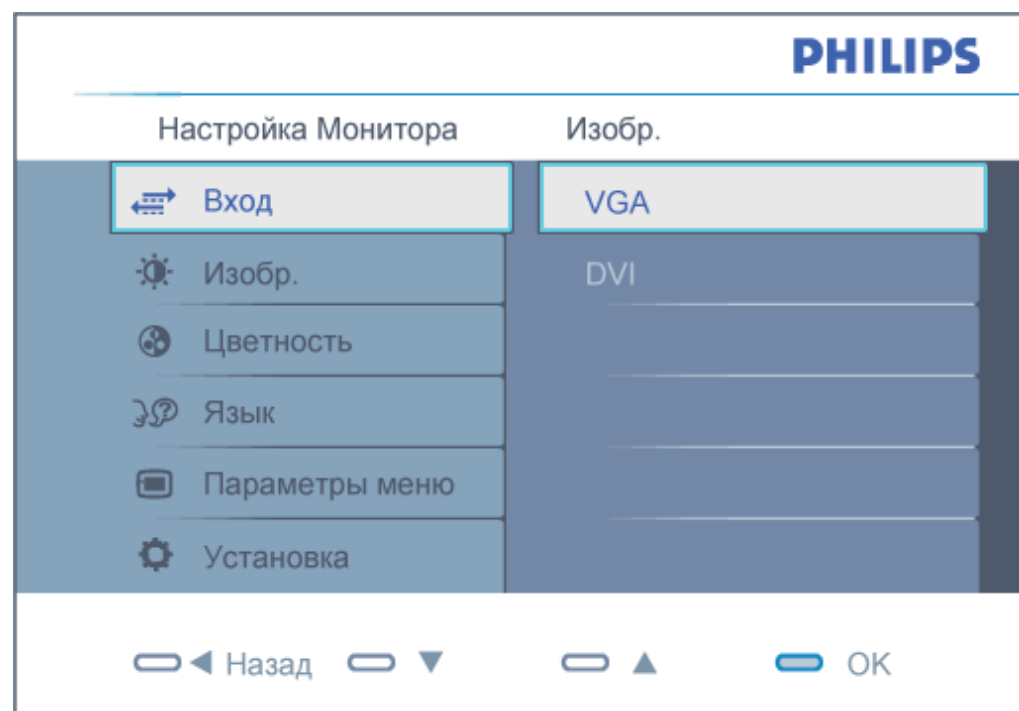 PHILIPS
Настройка Монитора Изобр.
Вход VGA
Изобр. DVI
Цветность
Язык
Параметры меню
Установка
Назад OK